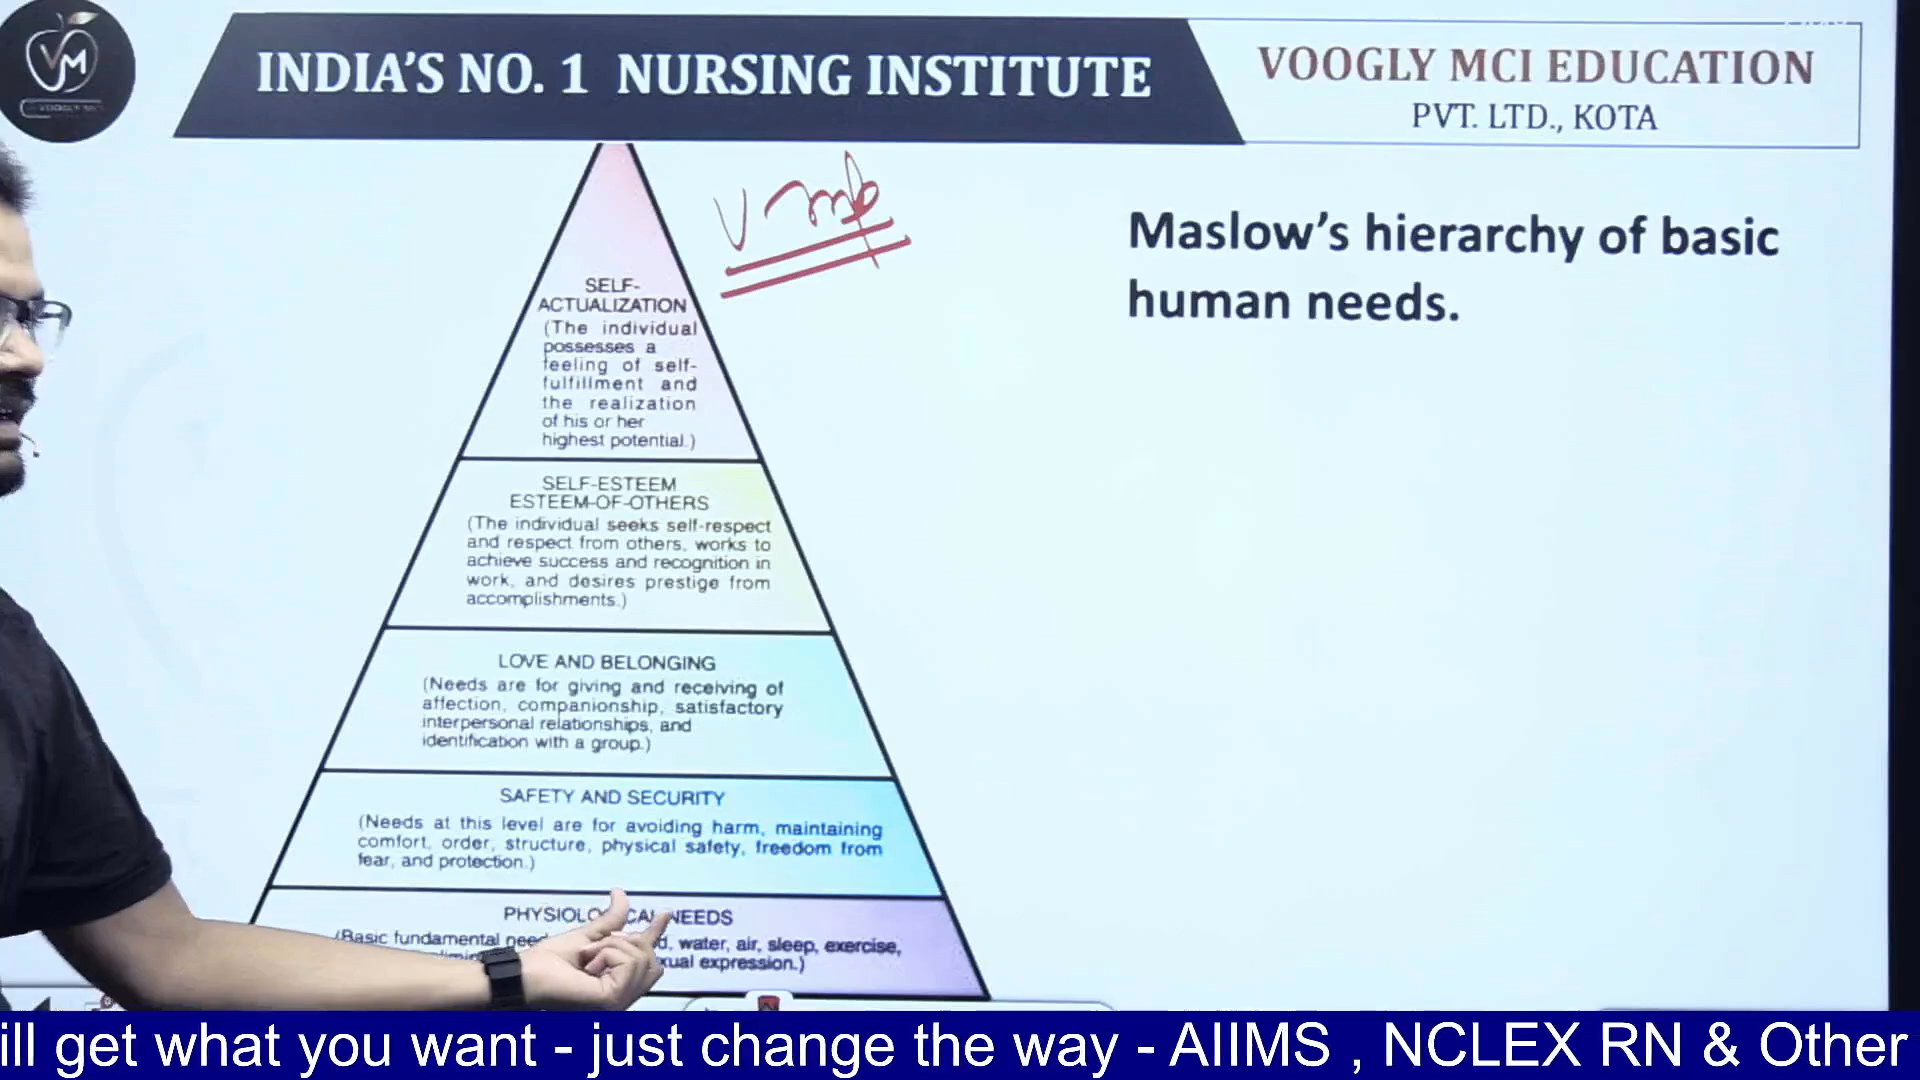 VM
INDIA'S NO. 1 NURSING INSTITUTE
VOOGLY MCI EDUCATION
PVT. LTD., KOTA
V Imp
Maslow's hierarchy of basic
human needs.
SELF-
ACTUALIZATION
(The individual
possesses a
feeling of self-
fulfillment and
the realization
of his or her
highest potential.)
SELF-ESTEEM
ESTEEM-OF-OTHERS
(The individual seeks self-respect
and respect from others, works to
achieve success and recognition in
work, and desires prestige from
accomplishments.)
LOVE AND BELONGING
(Needs are for giving and receiving of
affection, companionship, satisfactory
interpersonal relationships, and
identification with a group.)
SAFETY AND SECURITY
(Needs at this level are for avoiding harm, maintaining
comfort, order, structure, physical safety, freedom from
fear, and protection.)
PHYSIOLOGICAL NEEDS
(Basic fundamental water, air, sleep, exercise,
expression.)
ill get what you want - just change the way - AIIMS , NCLEX RN & Other